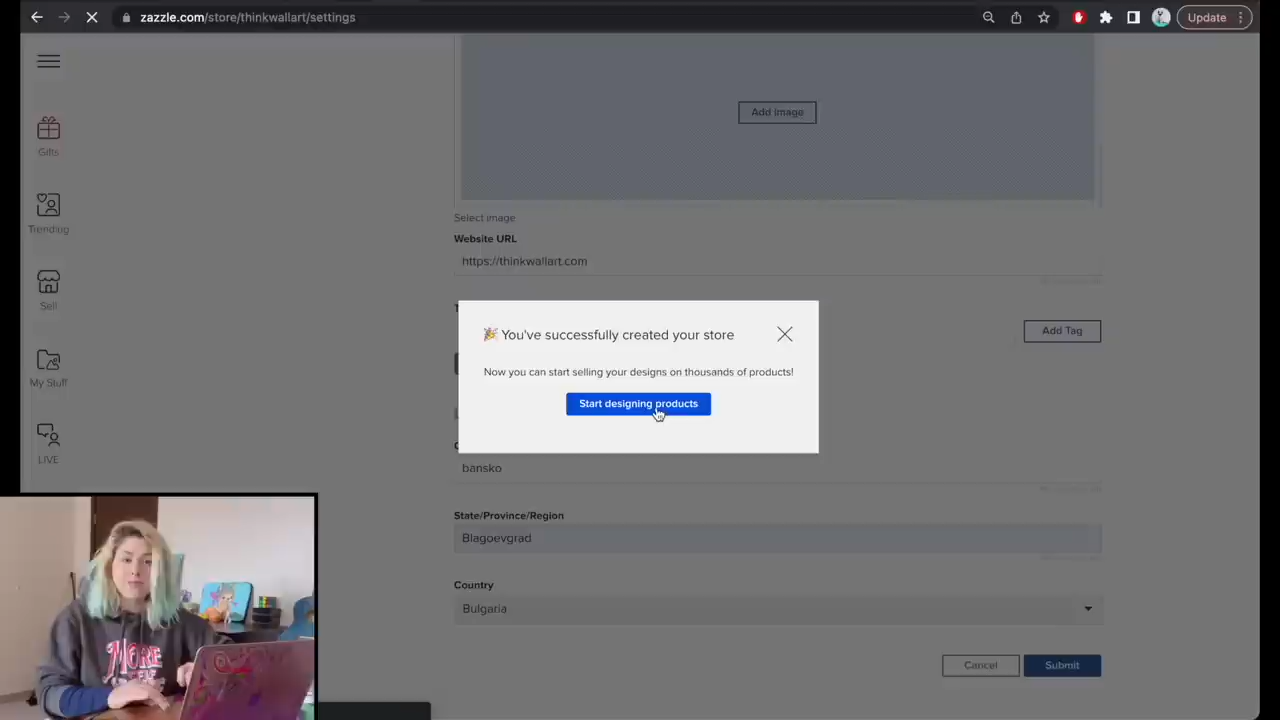 zazzle.com/store/thinkwallart/settings
Update
Gifts
Trending
Sell
My Stuff
LIVE
Add image
Select image
Website URL
https://thinkwallart.com
Add Tag
🎉 You've successfully created your store
Now you can start selling your designs on thousands of products!
Start designing products
bansko
State/Province/Region
Blagoevgrad
Country
Bulgaria
Cancel
Submit
MORE